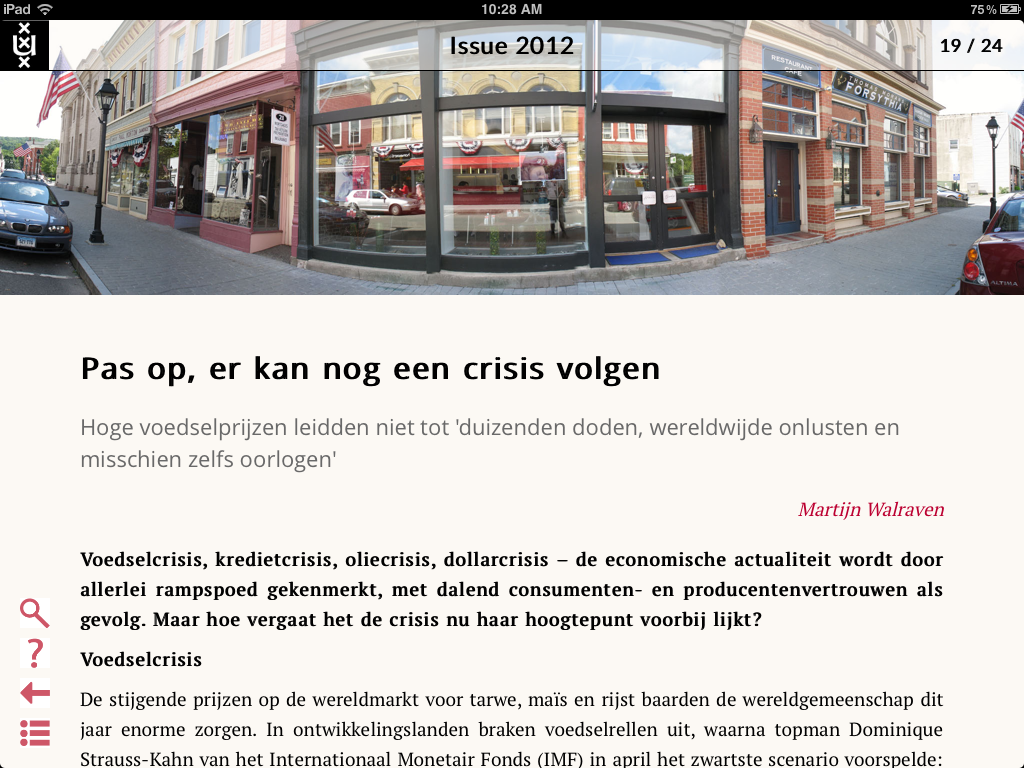 iPad
10:28 AM
75%
Issue 2012
19 / 24
RESTAURANT
CAFE
FORSYTHIA
ALTIMA
Pas op, er kan nog een crisis volgen
Hoge voedselprijzen leidden niet tot 'duizenden doden, wereldwijde onlusten en
misschien zelfs oorlogen'
Martijn Walraven
Voedselcrisis, kredietcrisis, oliecrisis, dollarcrisis – de economische actualiteit wordt door
allerlei rampspoed gekenmerkt, met dalend consumenten- en producentenvertrouwen als
gevolg. Maar hoe vergaat het de crisis nu haar hoogtepunt voorbij lijkt?
Voedselcrisis
De stijgende prijzen op de wereldmarkt voor tarwe, maïs en rijst baarden de wereldgemeenschap dit
jaar enorme zorgen. In ontwikkelingslanden braken voedselrellen uit, waarna topman Dominique
Strauss-Kahn van het Internationaal Monetair Fonds (IMF) in april het zwartste scenario voorspelde: